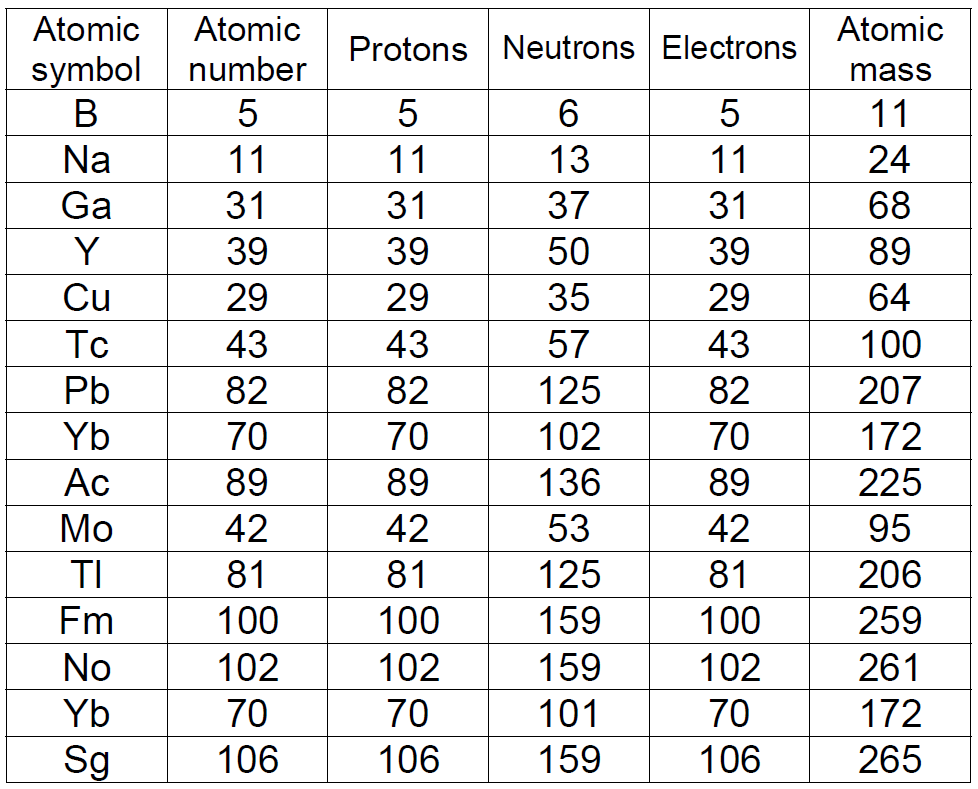 Atomic symbol Atomic number Protons Neutrons Electrons Atomic mass
B 5 5 6 5 11
Na 11 11 13 11 24
Ga 31 31 37 31 68
Y 39 39 50 39 89
Cu 29 29 35 29 64
Tc 43 43 57 43 100
Pb 82 82 125 82 207
Yb 70 70 102 70 172
Ac 89 89 136 89 225
Mo 42 42 53 42 95
Tl 81 81 125 81 206
Fm 100 100 159 100 259
No 102 102 159 102 261
Yb 70 70 101 70 172
Sg 106 106 159 106 265